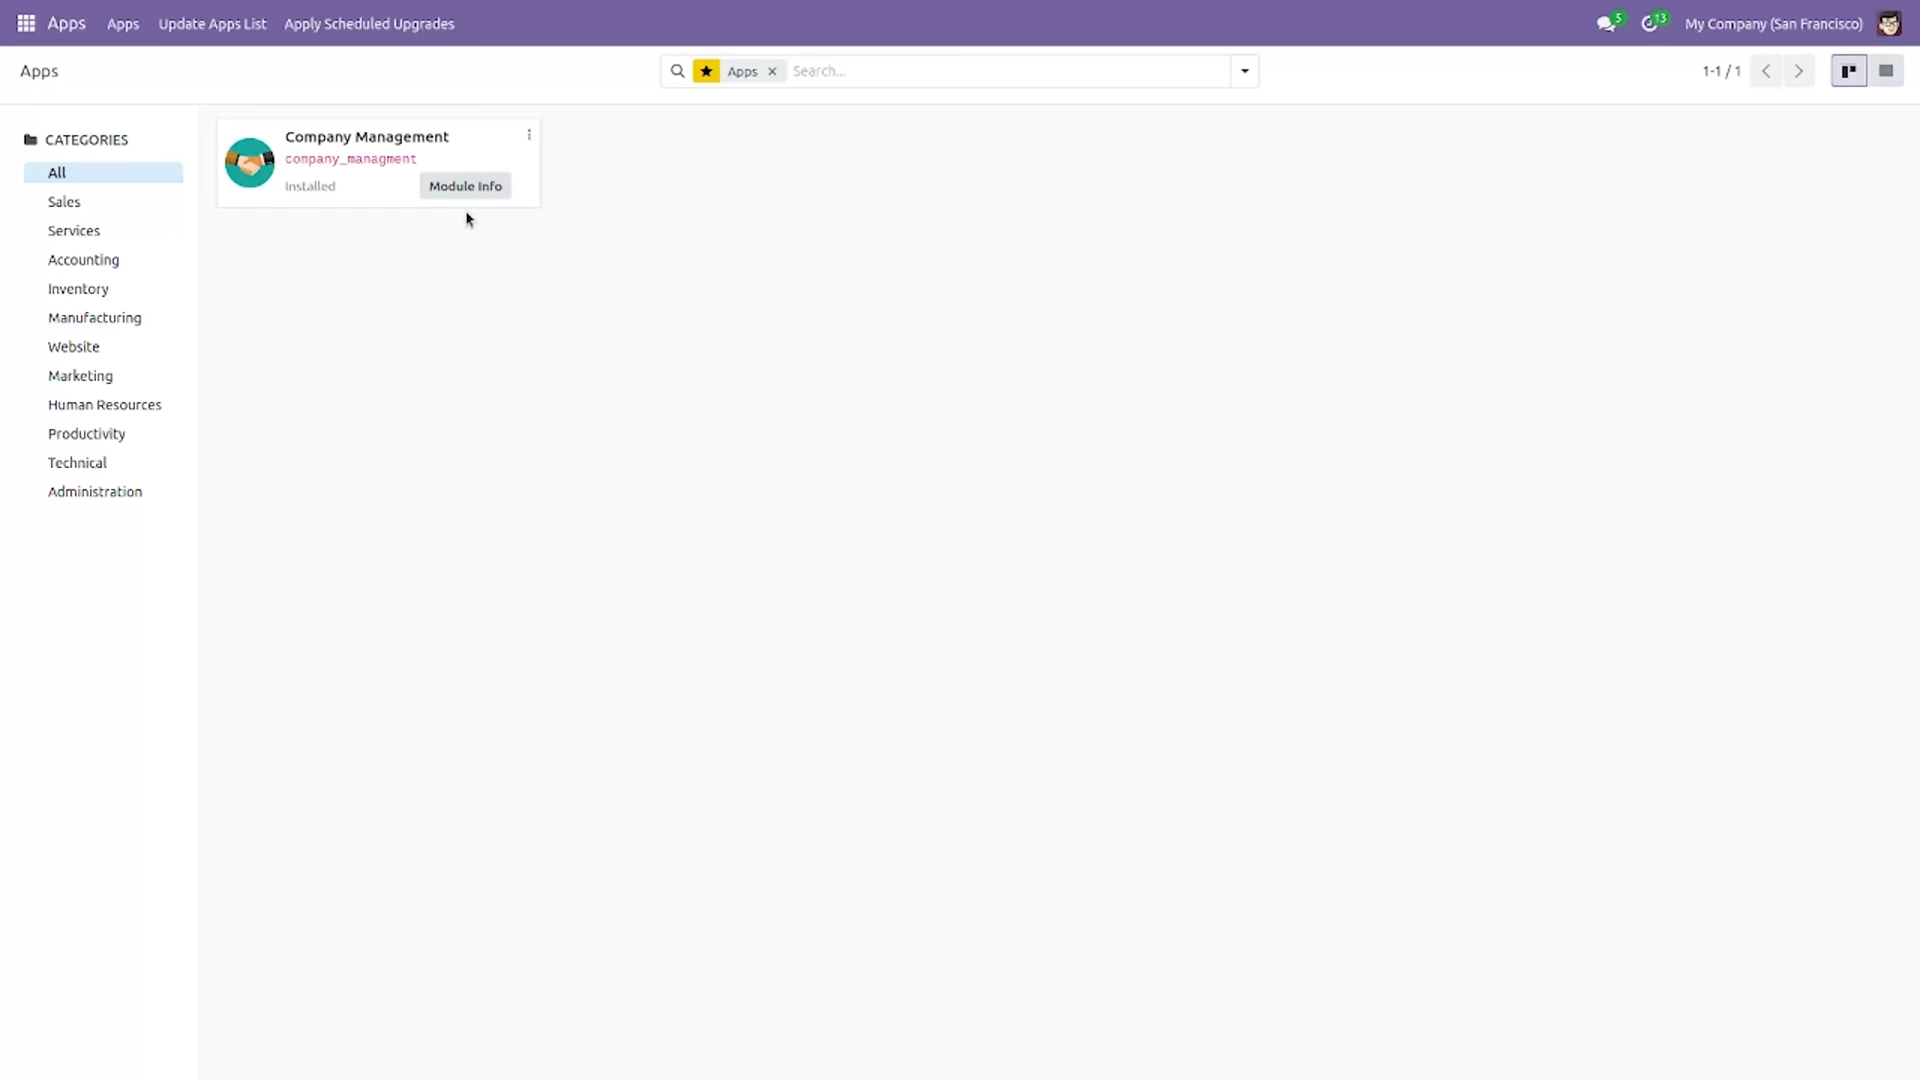 Apps Apps Update Apps List Apply Scheduled Upgrades 5 13 My Company (San Francisco)
Apps Apps × Search... 1-1 / 1
CATEGORIES
All
Sales
Services
Accounting
Inventory
Manufacturing
Website
Marketing
Human Resources
Productivity
Technical
Administration
Company Management
company_managment
Installed Module Info